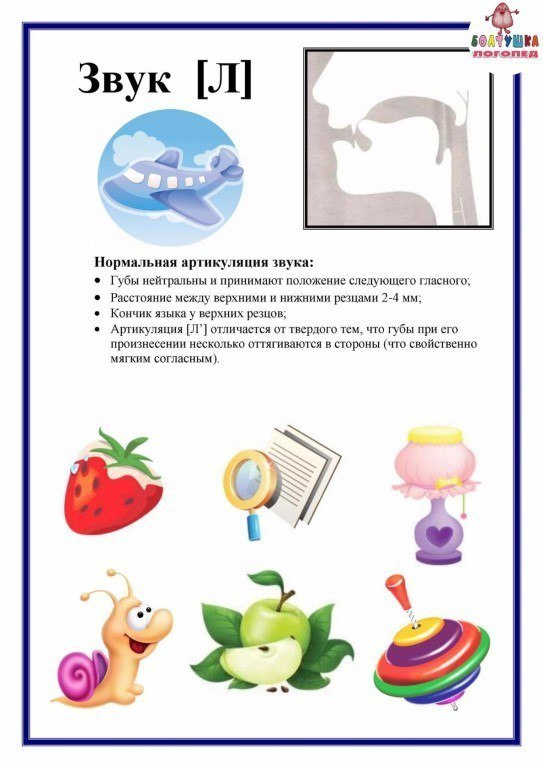 БОЛТУШКА
ЛОГОПЕД
Звук [Л]
Нормальная артикуляция звука:
• Губы нейтральны и принимают положение следующего гласного;
• Расстояние между верхними и нижними резцами 2-4 мм;
• Кончик языка у верхних резцов;
• Артикуляция [Л’] отличается от твердого тем, что губы при его
произнесении несколько оттягиваются в стороны (что свойственно
мягким согласным).